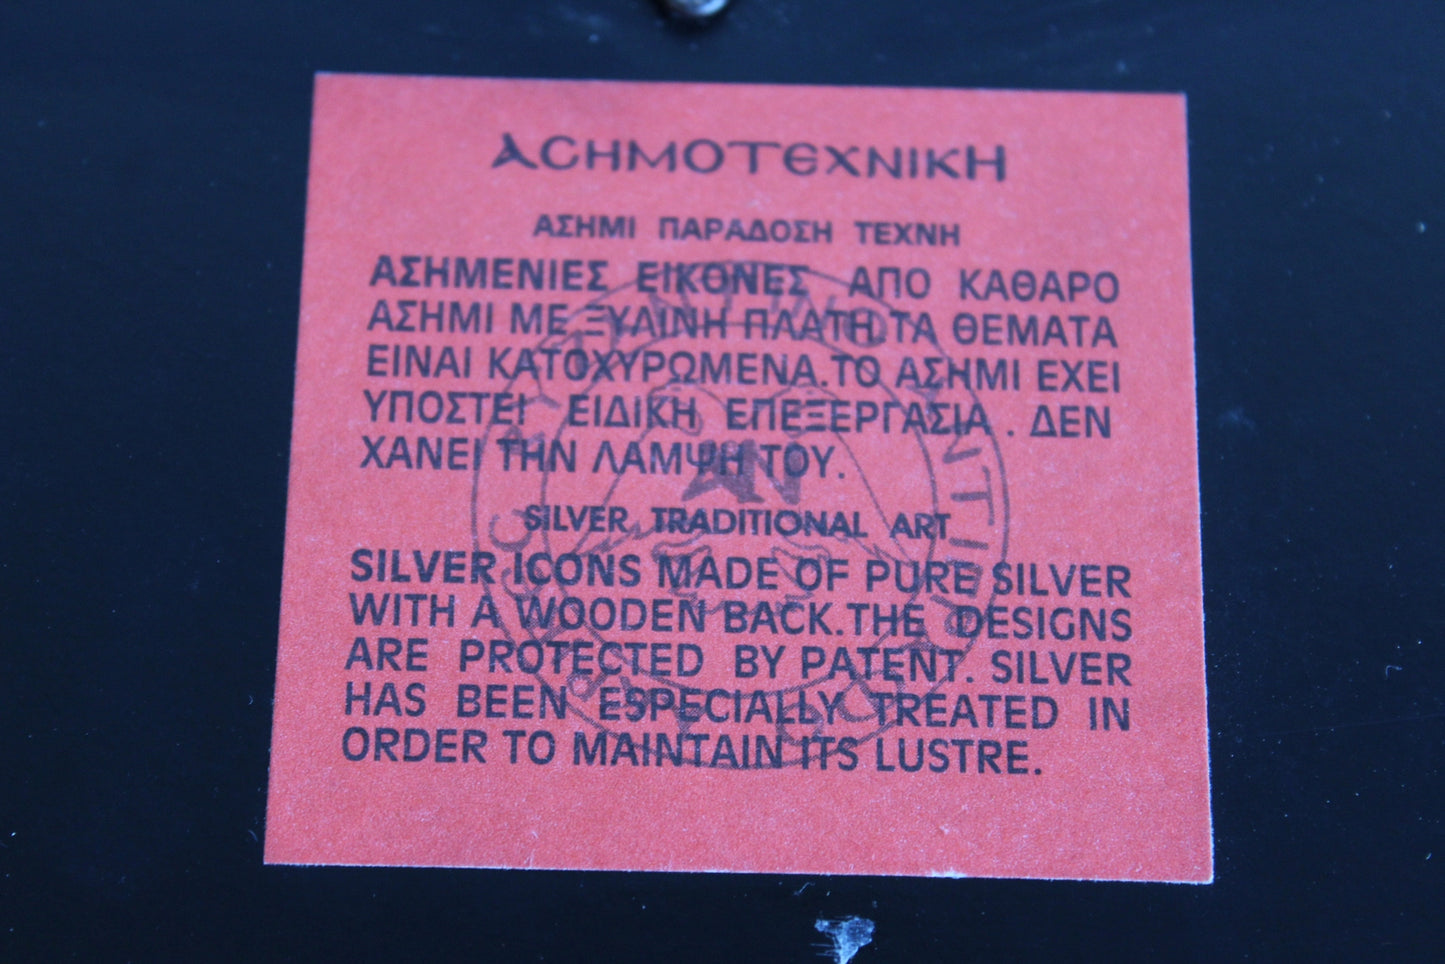 ΑCΗΜΟΤΕΧΝΙΚΗ
ΑΣΗΜΙ ΠΑΡΑΔΟΣΗ ΤΕΧΝΗ
ΑΣΗΜΕΝΙΕΣ ΕΙΚΟΝΕΣ ΑΠΟ ΚΑΘΑΡΟ
ΑΣΗΜΙ ΜΕ ΞΥΛΙΝΗ ΠΛΑΤΗ.ΤΑ ΘΕΜΑΤΑ
ΕΙΝΑΙ ΚΑΤΟΧΥΡΩΜΕΝΑ.ΤΟ ΑΣΗΜΙ ΕΧΕΙ
ΥΠΟΣΤΕΙ ΕΙΔΙΚΗ ΕΠΕΞΕΡΓΑΣΙΑ . ΔΕΝ
ΧΑΝΕΙ ΤΗΝ ΛΑΜΨΗ ΤΟΥ.
SILVER TRADITIONAL ART
SILVER ICONS MADE OF PURE SILVER
WITH A WOODEN BACK.THE DESIGNS
ARE PROTECTED BY PATENT. SILVER
HAS BEEN ESPECIALLY TREATED IN
ORDER TO MAINTAIN ITS LUSTRE.